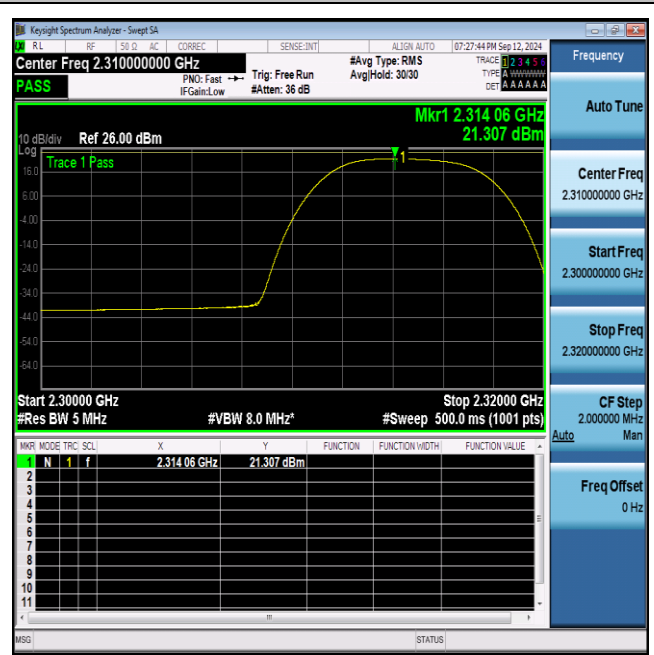 Keysight Spectrum Analyzer - Swept SA
RL RF 50 Ω AC CORREC SENSE:INT ALIGN AUTO 07:27:44 PM Sep 12, 2024
Center Freq 2.310000000 GHz
PASS
PNO: Fast
IFGain:Low
Trig: Free Run
#Atten: 36 dB
#Avg Type: RMS
Avg|Hold: 30/30
TRACE 1 2 3 4 5 6
TYPE A WWWWW
DET A A A A A A
Mkr1 2.314 06 GHz
21.307 dBm
10 dB/div Ref 26.00 dBm
Log
Trace 1 Pass
1
16.0
6.00
-4.00
-14.0
-24.0
-34.0
-44.0
-54.0
-64.0
Start 2.30000 GHz Stop 2.32000 GHz
#Res BW 5 MHz #VBW 8.0 MHz* #Sweep 500.0 ms (1001 pts)
MKR MODE TRC SCL X Y FUNCTION FUNCTION WIDTH FUNCTION VALUE
1 N 1 f 2.314 06 GHz 21.307 dBm
2
3
4
5
6
7
8
9
10
11
MSG STATUS
Frequency
Auto Tune
Center Freq
2.310000000 GHz
Start Freq
2.300000000 GHz
Stop Freq
2.320000000 GHz
CF Step
2.000000 MHz
Auto Man
Freq Offset
0 Hz